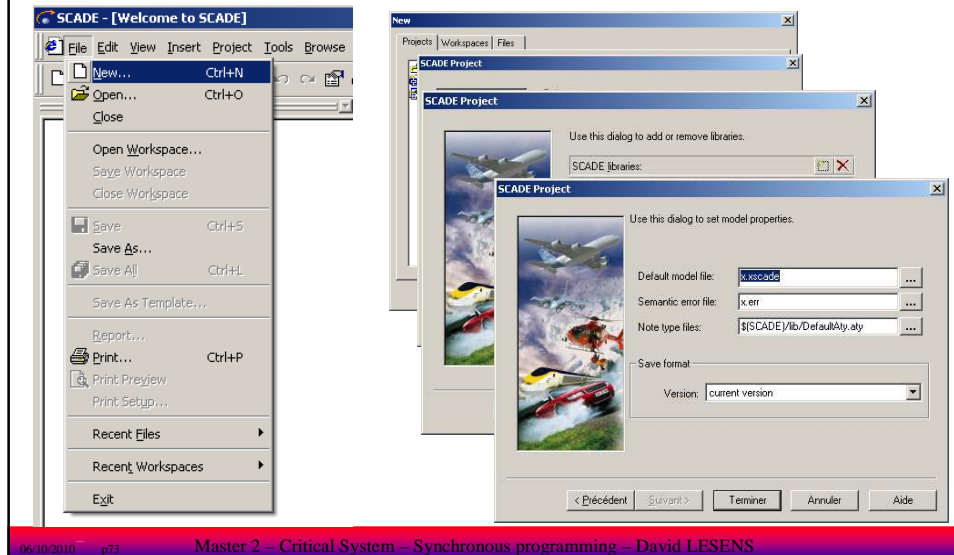 SCADE - [Welcome to SCADE]
File Edit View Insert Project Tools Browse
New... Ctrl+N
Open... Ctrl+O
Close
Open Workspace...
Save Workspace
Close Workspace
Save Ctrl+S
Save As...
Save All Ctrl+L
Save As Template...
Report...
Print... Ctrl+P
Print Preview
Print Setup...
Recent Files
Recent Workspaces
Exit
New
Projects Workspaces Files
SCADE Project
SCADE Project
Use this dialog to add or remove libraries.
SCADE libraries:
SCADE Project
Use this dialog to set model properties.
Default model file: x.xscade ...
Semantic error file: x.err ...
Note type files: $(SCADE)/lib/DefaultAty.aty ...
Save format
Version: current version
< Précédent Suivant > Terminer Annuler Aide
06/10/2010 p73 Master 2 – Critical System – Synchronous programming – David LESENS